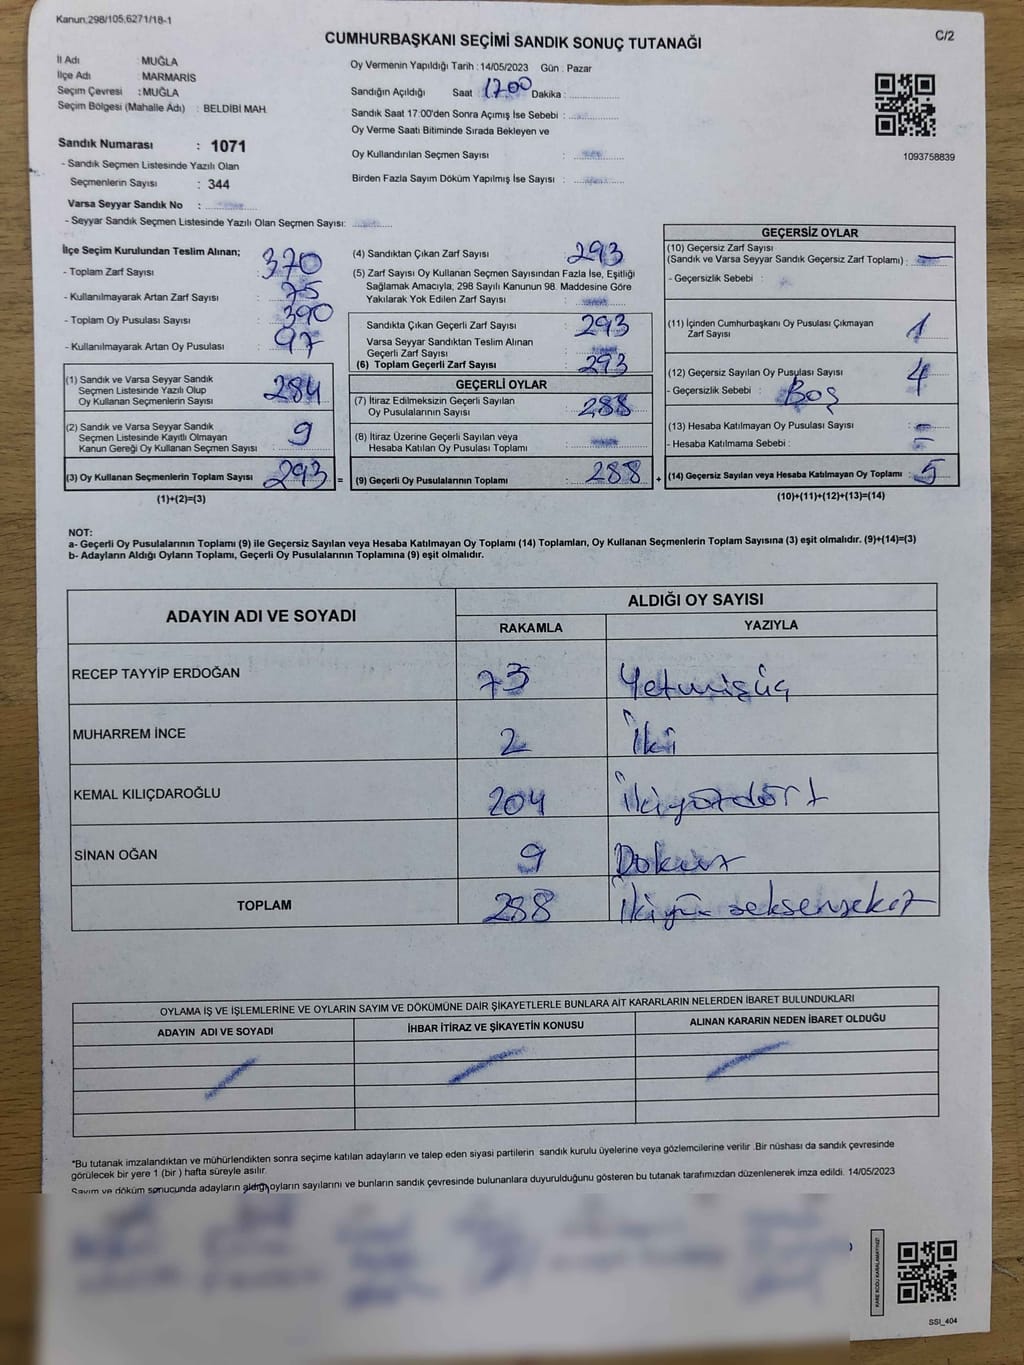 Kanun.298/105,6271/18-1
CUMHURBAŞKANI SEÇİMİ SANDIK SONUÇ TUTANAĞI
C/2
İl Adı : MUĞLA
İlçe Adı : MARMARİS
Seçim Çevresi : MUĞLA
Seçim Bölgesi (Mahalle Adı) : BELDİBİ MAH.
Oy Vermenin Yapıldığı Tarih : 14/05/2023 Gün : Pazar
Sandığın Açıldığı Saat 1700 Dakika :
Sandık Saat 17:00'den Sonra Açımış İse Sebebi :
Oy Verme Saati Bitiminde Sırada Bekleyen ve
Oy Kullandırılan Seçmen Sayısı :
Birden Fazla Sayım Döküm Yapılmış İse Sayısı :
1093758839
Sandık Numarası : 1071
- Sandık Seçmen Listesinde Yazılı Olan
Seçmenlerin Sayısı : 344
Varsa Seyyar Sandık No :
- Seyyar Sandık Seçmen Listesinde Yazılı Olan Seçmen Sayısı:
İlçe Seçim Kurulundan Teslim Alınan;
- Toplam Zarf Sayısı : 370
- Kullanılmayarak Artan Zarf Sayısı : 75
- Toplam Oy Pusulası Sayısı : 390
- Kullanılmayarak Artan Oy Pusulası : 97
(1) Sandık ve Varsa Seyyar Sandık
Seçmen Listesinde Yazılı Olup
Oy Kullanan Seçmenlerin Sayısı : 284
(2) Sandık ve Varsa Seyyar Sandık
Seçmen Listesinde Kayıtlı Olmayan
Kanun Gereği Oy Kullanan Seçmen Sayısı : 9
(3) Oy Kullanan Seçmenlerin Toplam Sayısı : 293
(1)+(2)=(3)
=
(4) Sandıktan Çıkan Zarf Sayısı : 293
(5) Zarf Sayısı Oy Kullanan Seçmen Sayısından Fazla İse, Eşitliği
Sağlamak Amacıyla, 298 Sayılı Kanunun 98. Maddesine Göre
Yakılarak Yok Edilen Zarf Sayısı :
Sandıkta Çıkan Geçerli Zarf Sayısı : 293
Varsa Seyyar Sandıktan Teslim Alınan
Geçerli Zarf Sayısı :
(6) Toplam Geçerli Zarf Sayısı : 293
GEÇERLİ OYLAR
(7) İtiraz Edilmeksizin Geçerli Sayılan
Oy Pusulalarının Sayısı : 288
(8) İtiraz Üzerine Geçerli Sayılan veya
Hesaba Katılan Oy Pusulası Toplamı :
(9) Geçerli Oy Pusulalarının Toplamı : 288
+
GEÇERSİZ OYLAR
(10) Geçersiz Zarf Sayısı
(Sandık ve Varsa Seyyar Sandık Geçersiz Zarf Toplamı) : —
- Geçersizlik Sebebi :
(11) İçinden Cumhurbaşkanı Oy Pusulası Çıkmayan
Zarf Sayısı : 1
(12) Geçersiz Sayılan Oy Pusulası Sayısı : 4
- Geçersizlik Sebebi : Boş
(13) Hesaba Katılmayan Oy Pusulası Sayısı : –
- Hesaba Katılmama Sebebi : –
(14) Geçersiz Sayılan veya Hesaba Katılmayan Oy Toplamı : 5
(10)+(11)+(12)+(13)=(14)
NOT:
a- Geçerli Oy Pusulalarının Toplamı (9) ile Geçersiz Sayılan veya Hesaba Katılmayan Oy Toplamı (14) Toplamları, Oy Kullanan Seçmenlerin Toplam Sayısına (3) eşit olmalıdır. (9)+(14)=(3)
b- Adayların Aldığı Oyların Toplamı, Geçerli Oy Pusulalarının Toplamına (9) eşit olmalıdır.
ADAYIN ADI VE SOYADI
ALDIĞI OY SAYISI
RAKAMLA YAZIYLA
RECEP TAYYİP ERDOĞAN 73 Yetmişüç
MUHARREM İNCE 2 İki
KEMAL KILIÇDAROĞLU 204 İkiyüzdört
SİNAN OĞAN 9 Dokuz
TOPLAM 288 İkiyüz seksensekiz
OYLAMA İŞ VE İŞLEMLERİNE VE OYLARIN SAYIM VE DÖKÜMÜNE DAİR ŞİKAYETLERLE BUNLARA AİT KARARLARIN NELERDEN İBARET BULUNDUKLARI
ADAYIN ADI VE SOYADI İHBAR İTİRAZ VE ŞİKAYETİN KONUSU ALINAN KARARIN NEDEN İBARET OLDUĞU
*Bu tutanak imzalandıktan ve mühürlendikten sonra seçime katılan adayların ve talep eden siyasi partilerin sandık kurulu üyelerine veya gözlemcilerine verilir .Bir nüshası da sandık çevresinde
görülecek bir yere 1 (bir ) hafta süreyle asılır.
Sayım ve döküm sonucunda adayların aldığı oyların sayılarını ve bunların sandık çevresinde bulunanlara duyurulduğunu gösteren bu tutanak tarafımızdan düzenlenerek imza edildi. 14/05/2023
KARE KODU KARALAMAYINIZ!
SSI_404